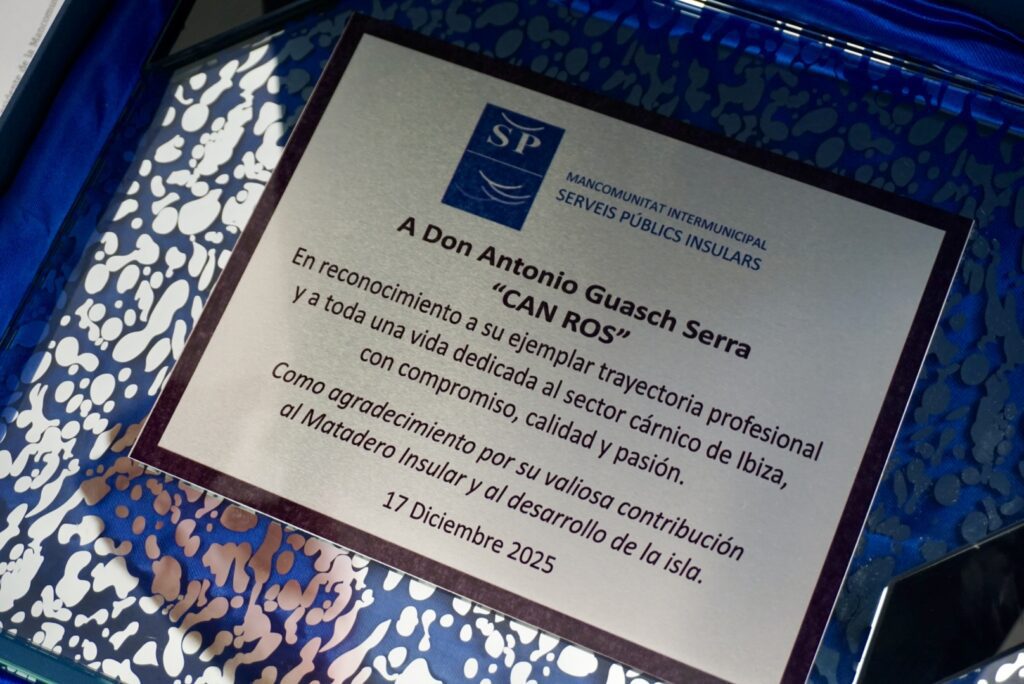 SP
MANCOMUNITAT INTERMUNICIPAL
SERVEIS PÚBLICS INSULARS
A Don Antonio Guasch Serra
“CAN ROS”
En reconocimiento a su ejemplar trayectoria profesional
y a toda una vida dedicada al sector cárnico de Ibiza,
con compromiso, calidad y pasión.
Como agradecimiento por su valiosa contribución
al Matadero Insular y al desarrollo de la isla.
17 Diciembre 2025